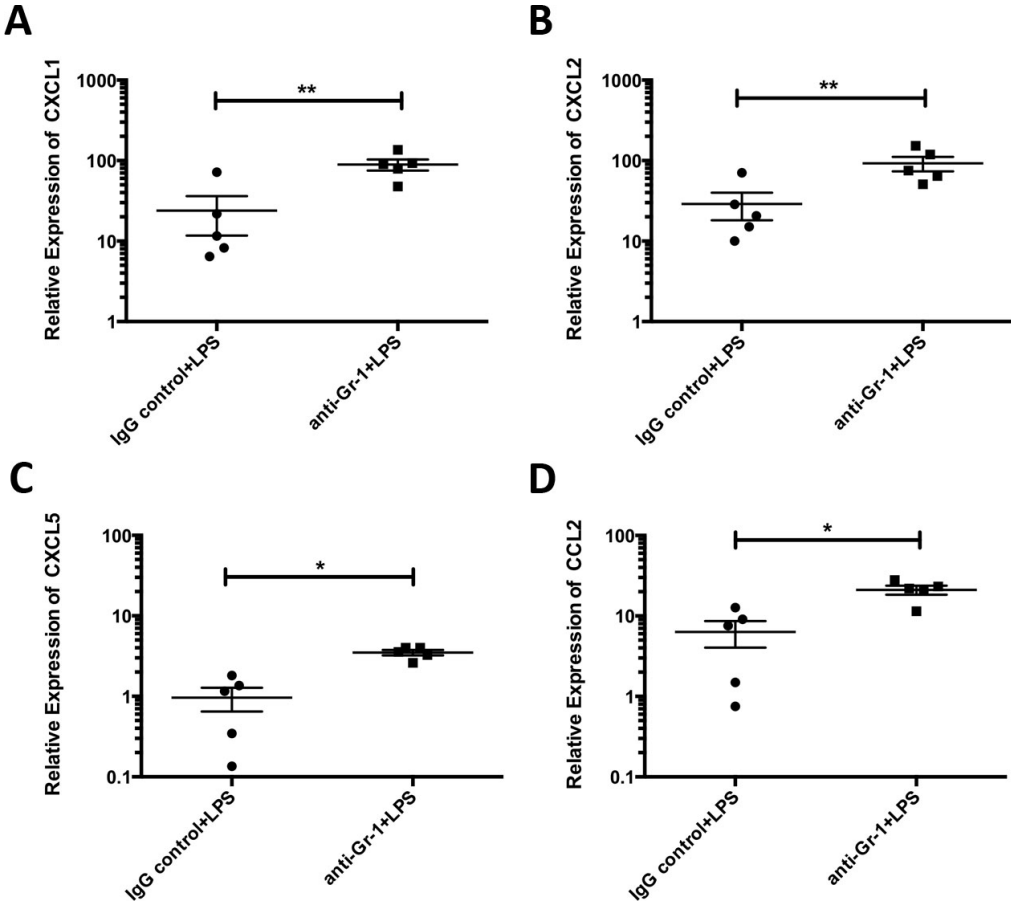 A
Relative Expression of CXCL1
1000
100
10
1
**
IgG control+LPS
anti-Gr-1+LPS
B
Relative Expression of CXCL2
1000
100
10
1
**
IgG control+LPS
anti-Gr-1+LPS
C
Relative Expression of CXCL5
100
10
1
0.1
*
IgG control+LPS
anti-Gr-1+LPS
D
Relative Expression of CCL2
100
10
1
0.1
*
IgG control+LPS
anti-Gr-1+LPS